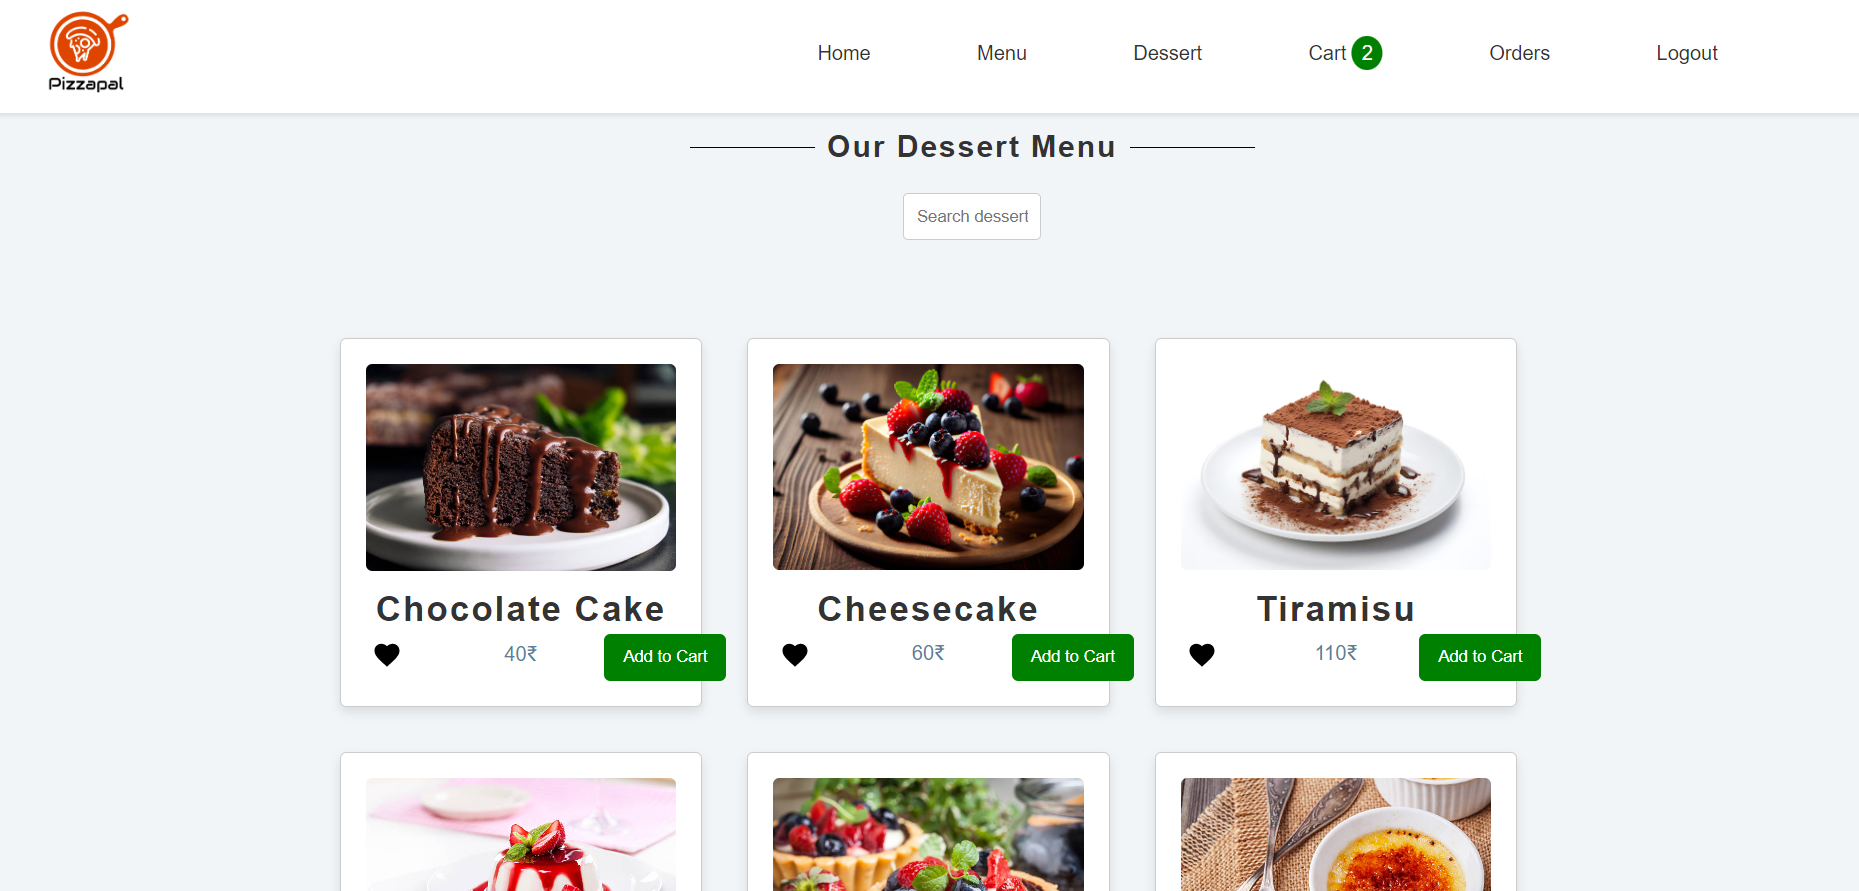 Pizzapal
Home Menu Dessert Cart 2 Orders Logout
Our Dessert Menu
Search dessert
Chocolate Cake Cheesecake Tiramisu
40₹ Add to Cart 60₹ Add to Cart 110₹ Add to Cart